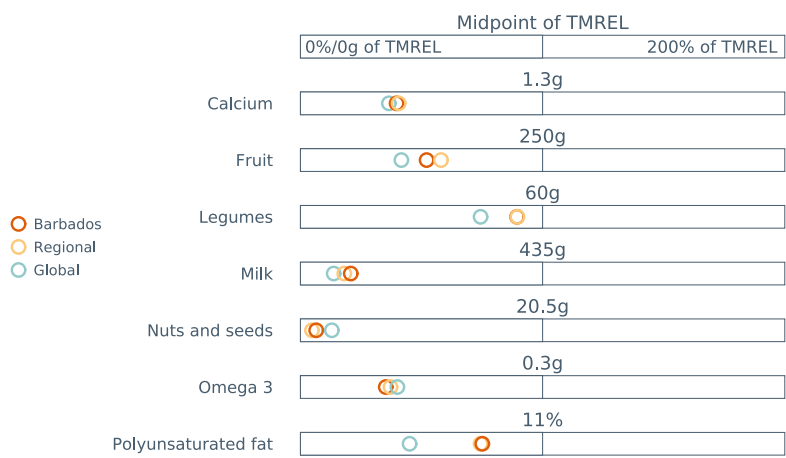 Midpoint of TMREL
0%/0g of TMREL 200% of TMREL
1.3g
Calcium
250g
Fruit
60g
Legumes
435g
Milk
20.5g
Nuts and seeds
0.3g
Omega 3
11%
Polyunsaturated fat
Barbados
Regional
Global